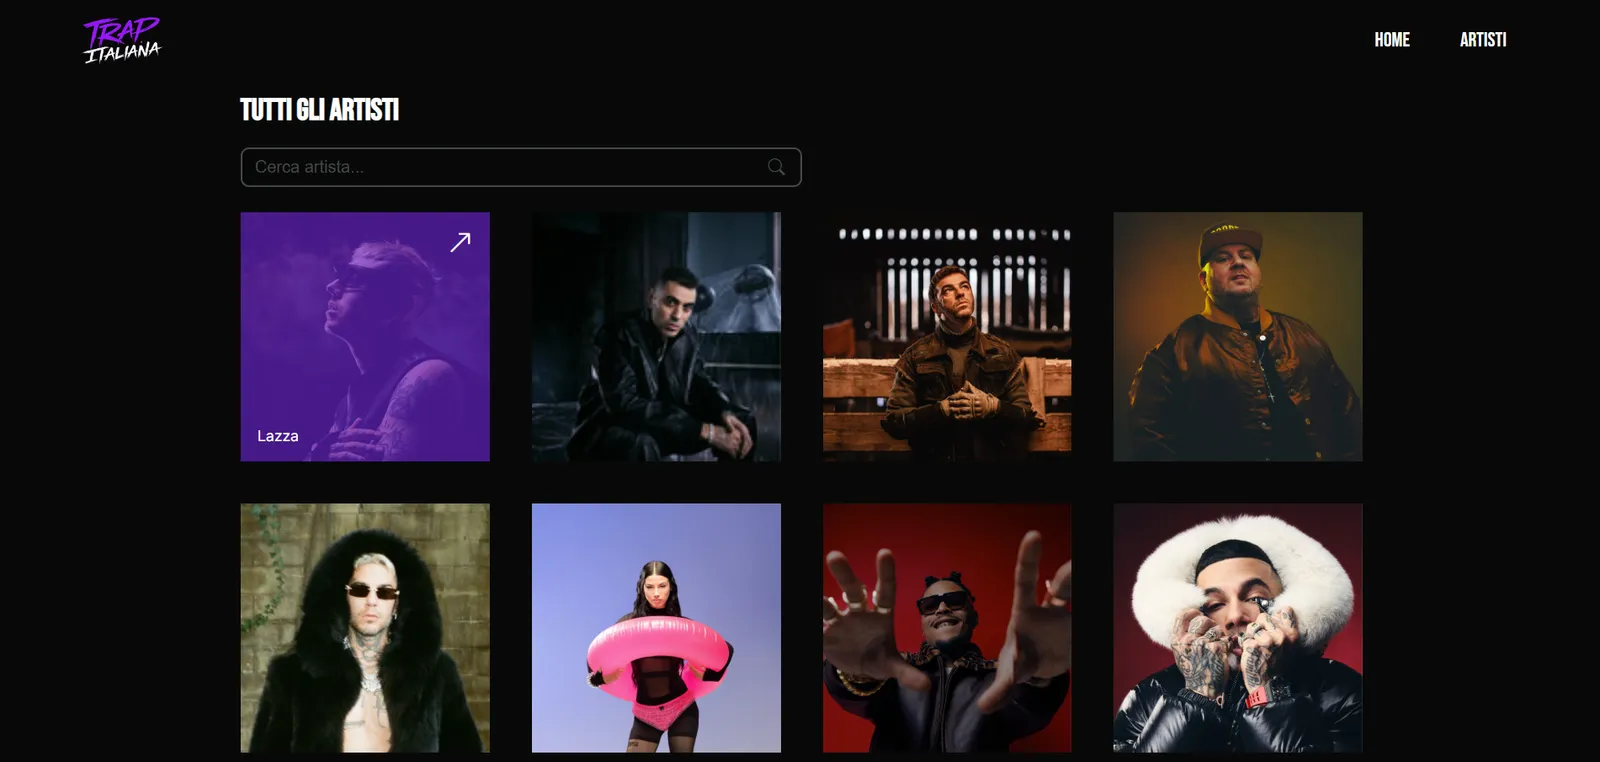 TRAP
ITALIANA
HOME
ARTISTI
TUTTI GLI ARTISTI
Cerca artista...
Lazza